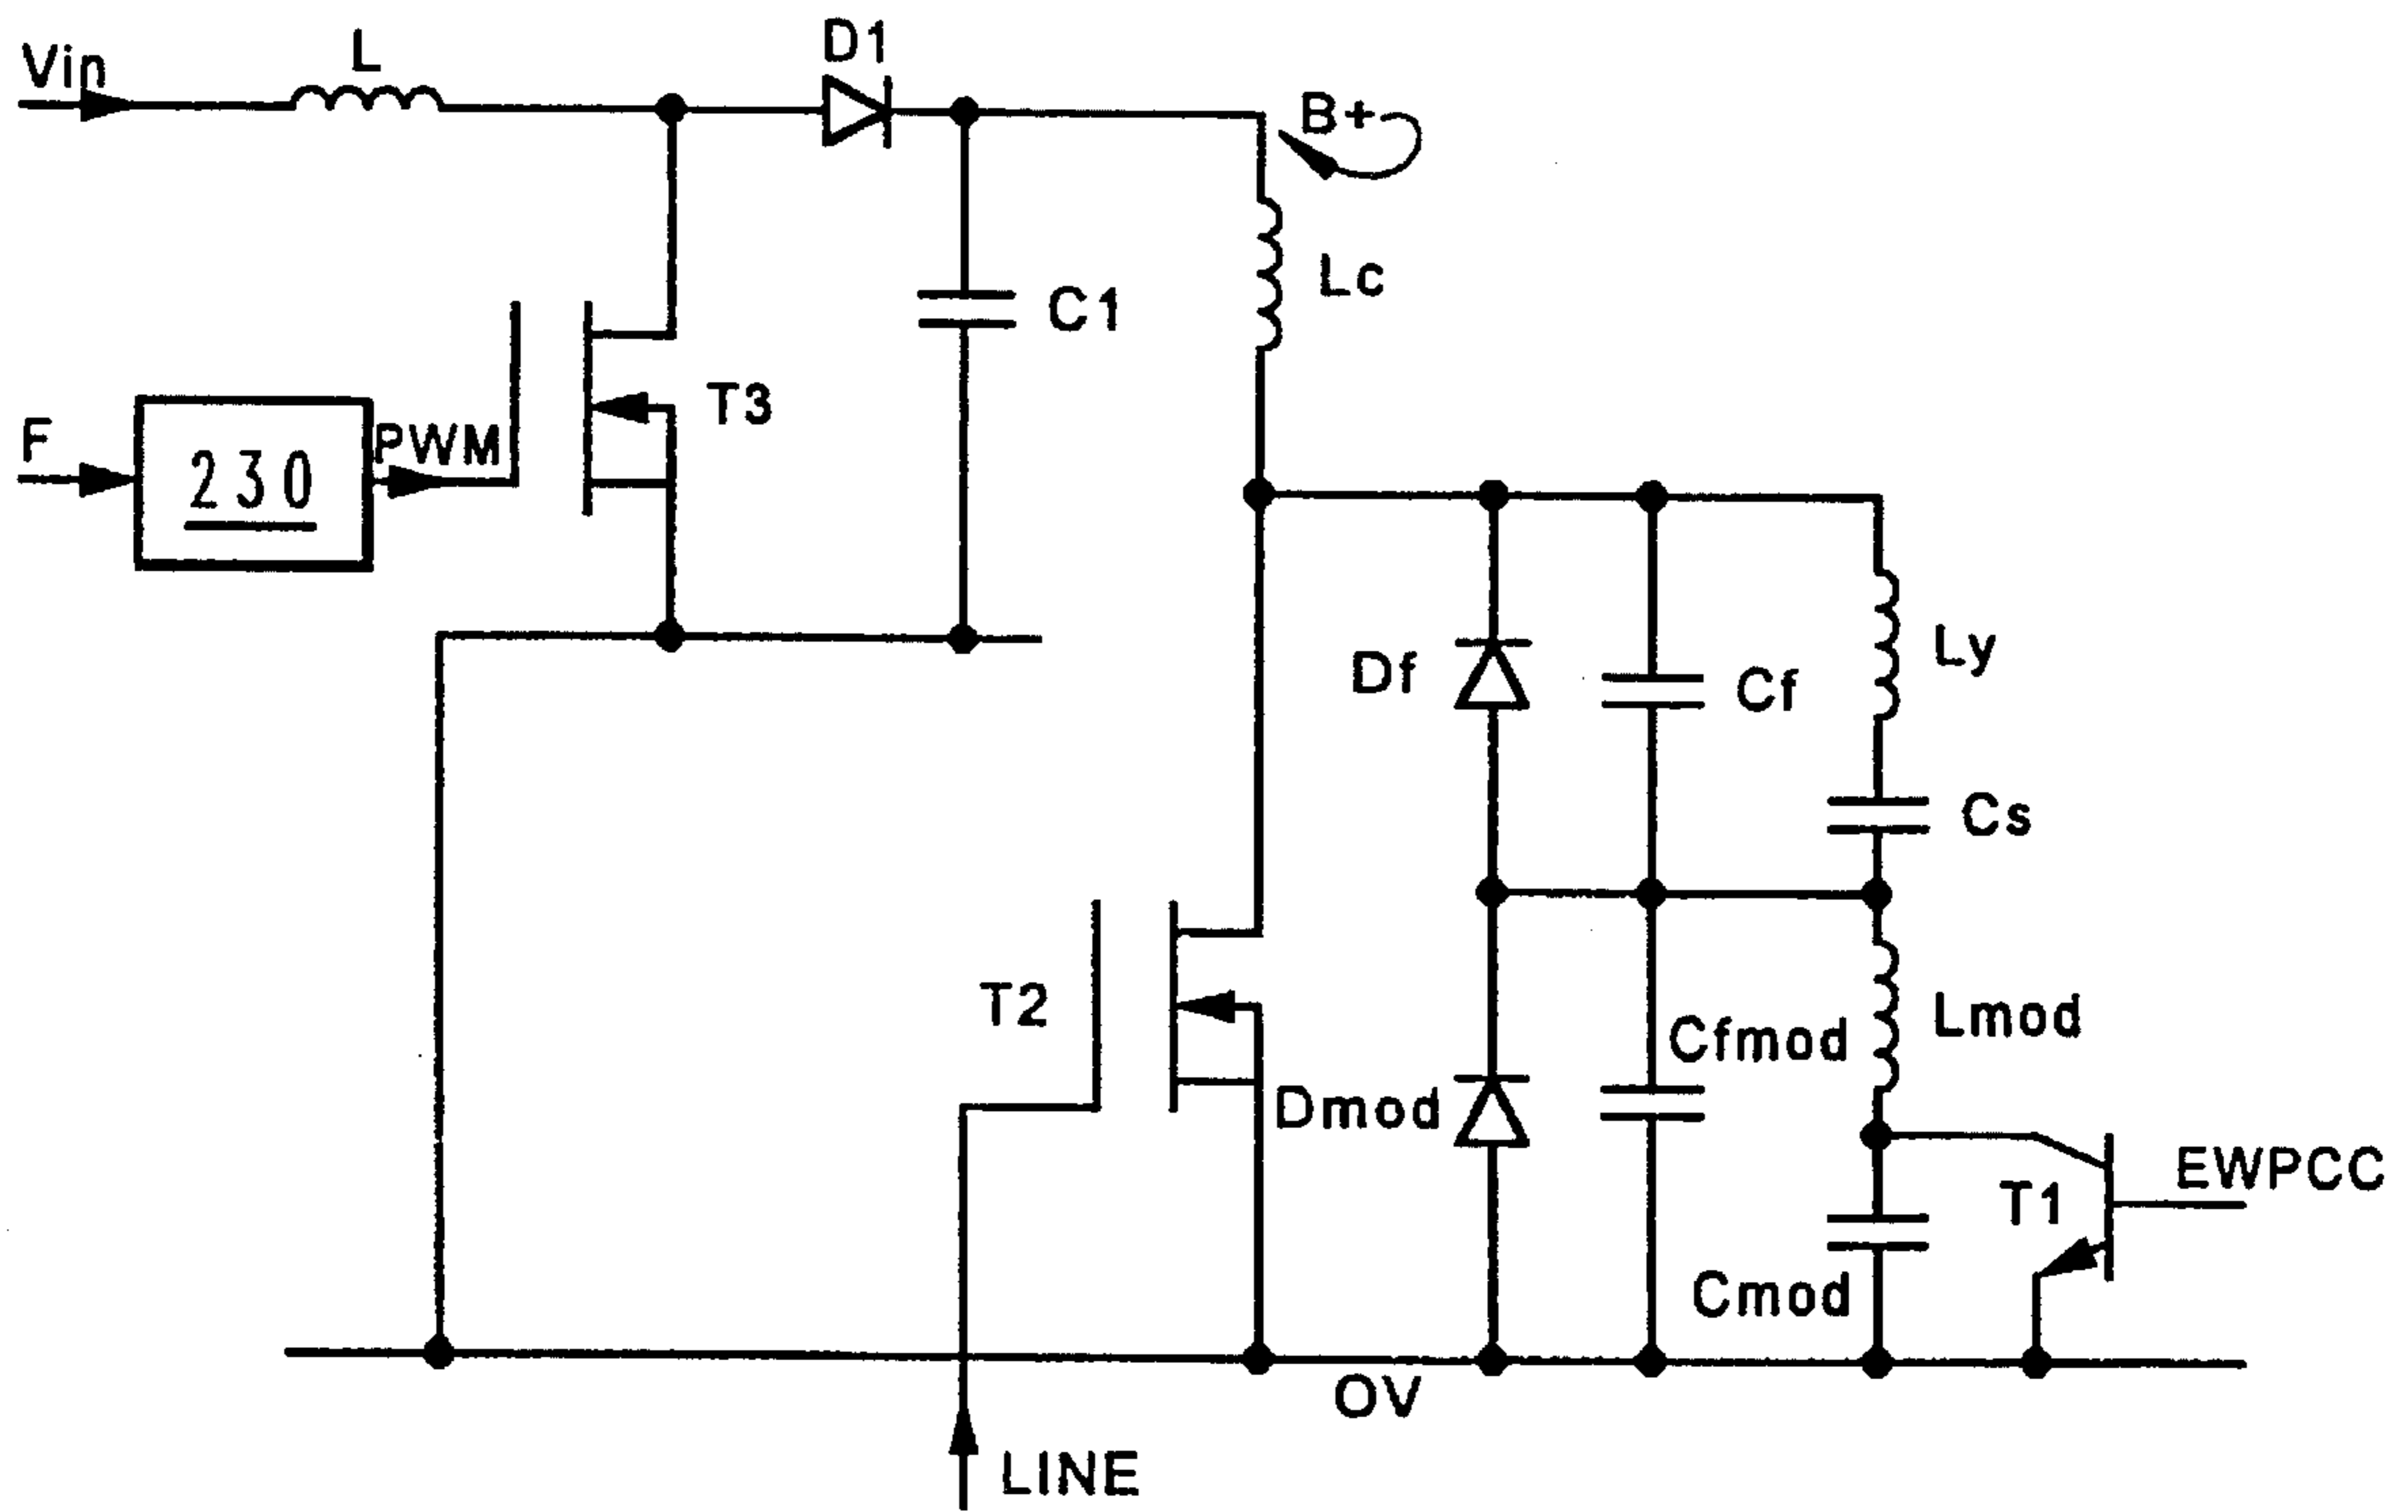 Vin
L
D1
B+
Lc
C1
T3
F
230
PWM
Df
Cf
Ly
Cs
T2
Cfmod
Lmod
Dmod
EWPCC
T1
Cmod
OV
LINE